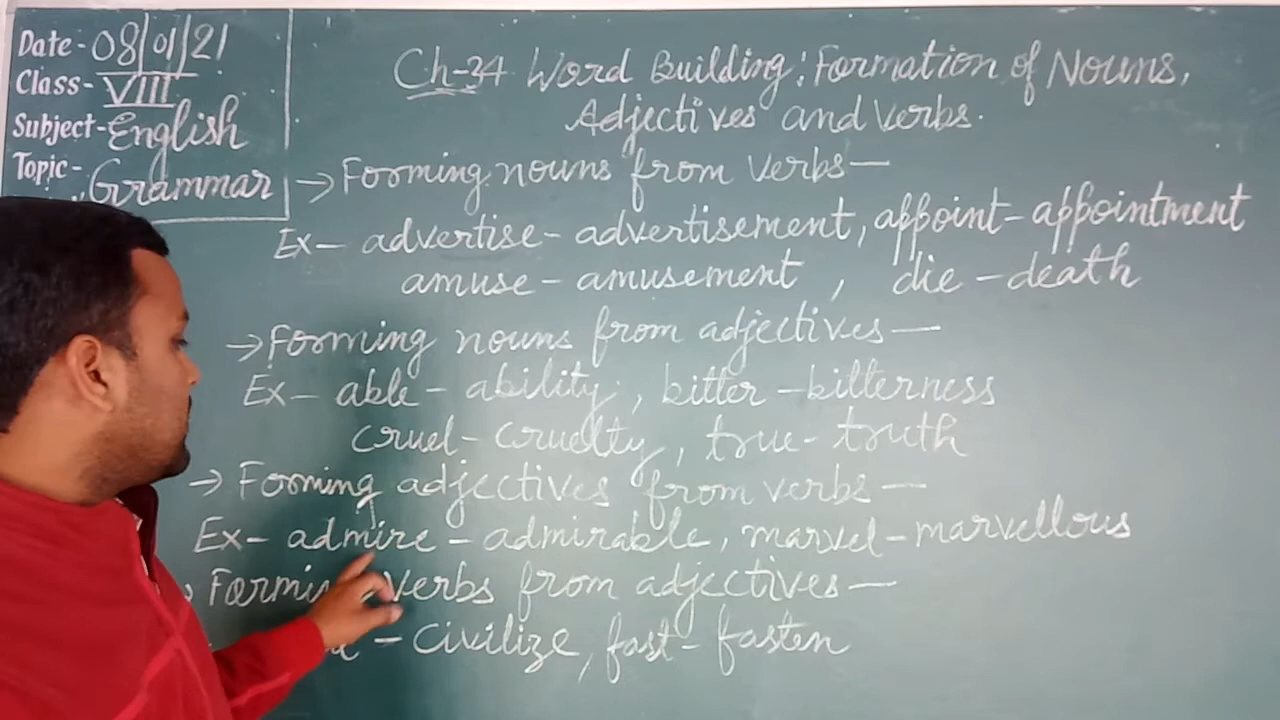 Date - 08/01/21
Class - VIII
Subject - English
Topic - Grammar
Ch-34 Word Building: Formation of Nouns,
Adjectives and Verbs.
→ Forming nouns from verbs —
Ex - advertise - advertisement, appoint - appointment
amuse - amusement, die - death
→ Forming nouns from adjectives —
Ex - able - ability, bitter - bitterness
cruel - cruelty, true - truth
→ Forming adjectives from verbs —
Ex - admire - admirable, marvel - marvellous
verbs from adjectives —
- Civilize, fast - fasten